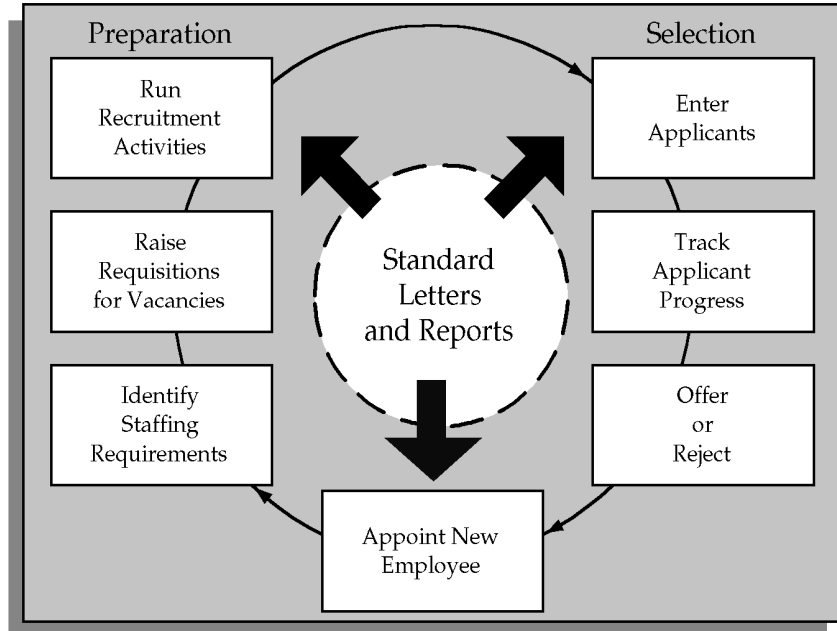 Preparation
Run
Recruitment
Activities
Raise
Requisitions
for Vacancies
Identify
Staffing
Requirements
Standard
Letters
and Reports
Selection
Enter
Applicants
Track
Applicant
Progress
Offer
or
Reject
Appoint New
Employee